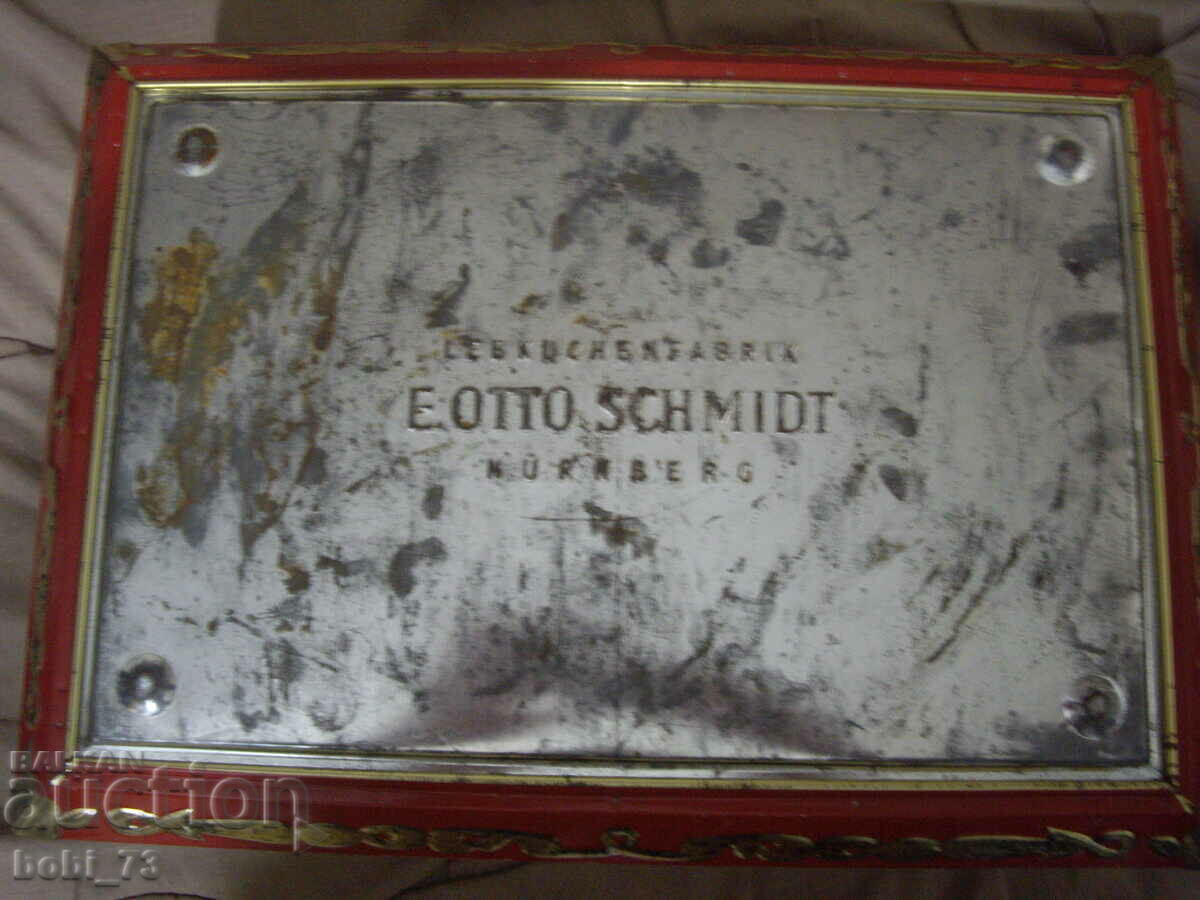 LEBKUCHENFABRIK
E. OTTO SCHMIDT
NÜRNBERG
BALKAN
auction
bobi_73